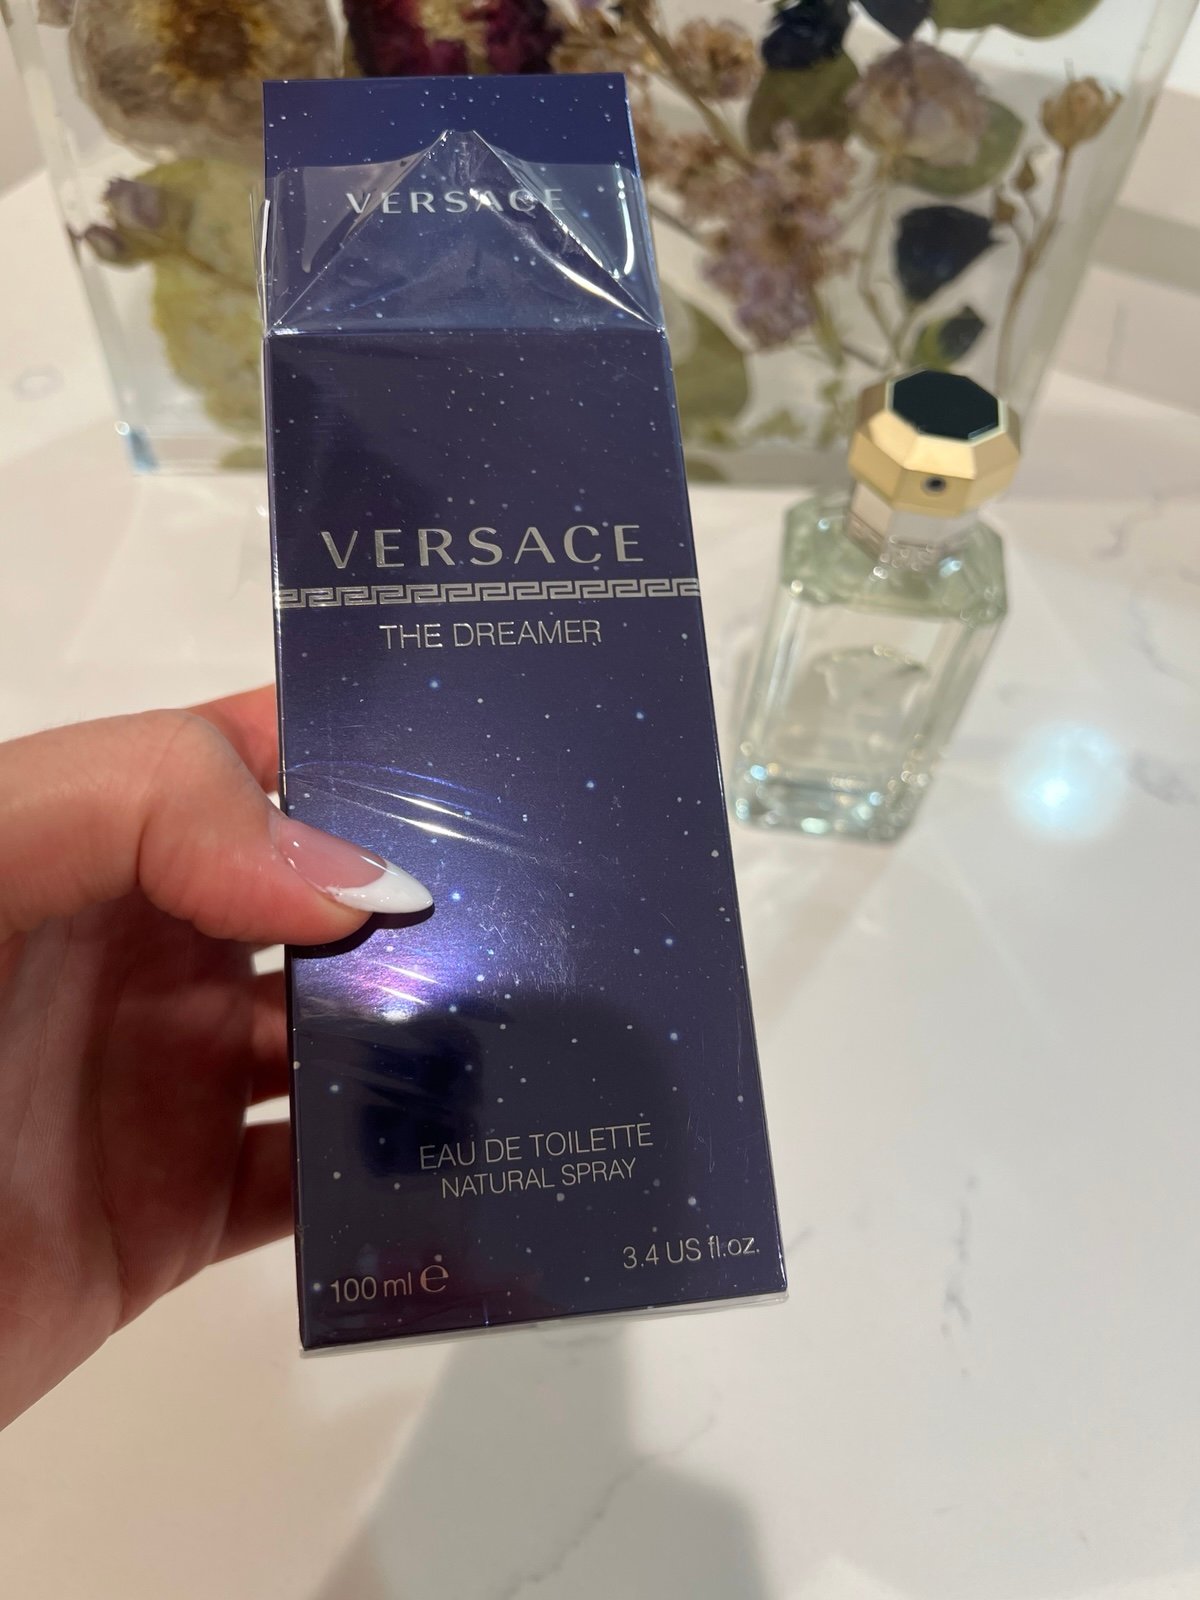 VERSACE
VERSACE
THE DREAMER
EAU DE TOILETTE
NATURAL SPRAY
3.4 US fl.oz.
100 ml e